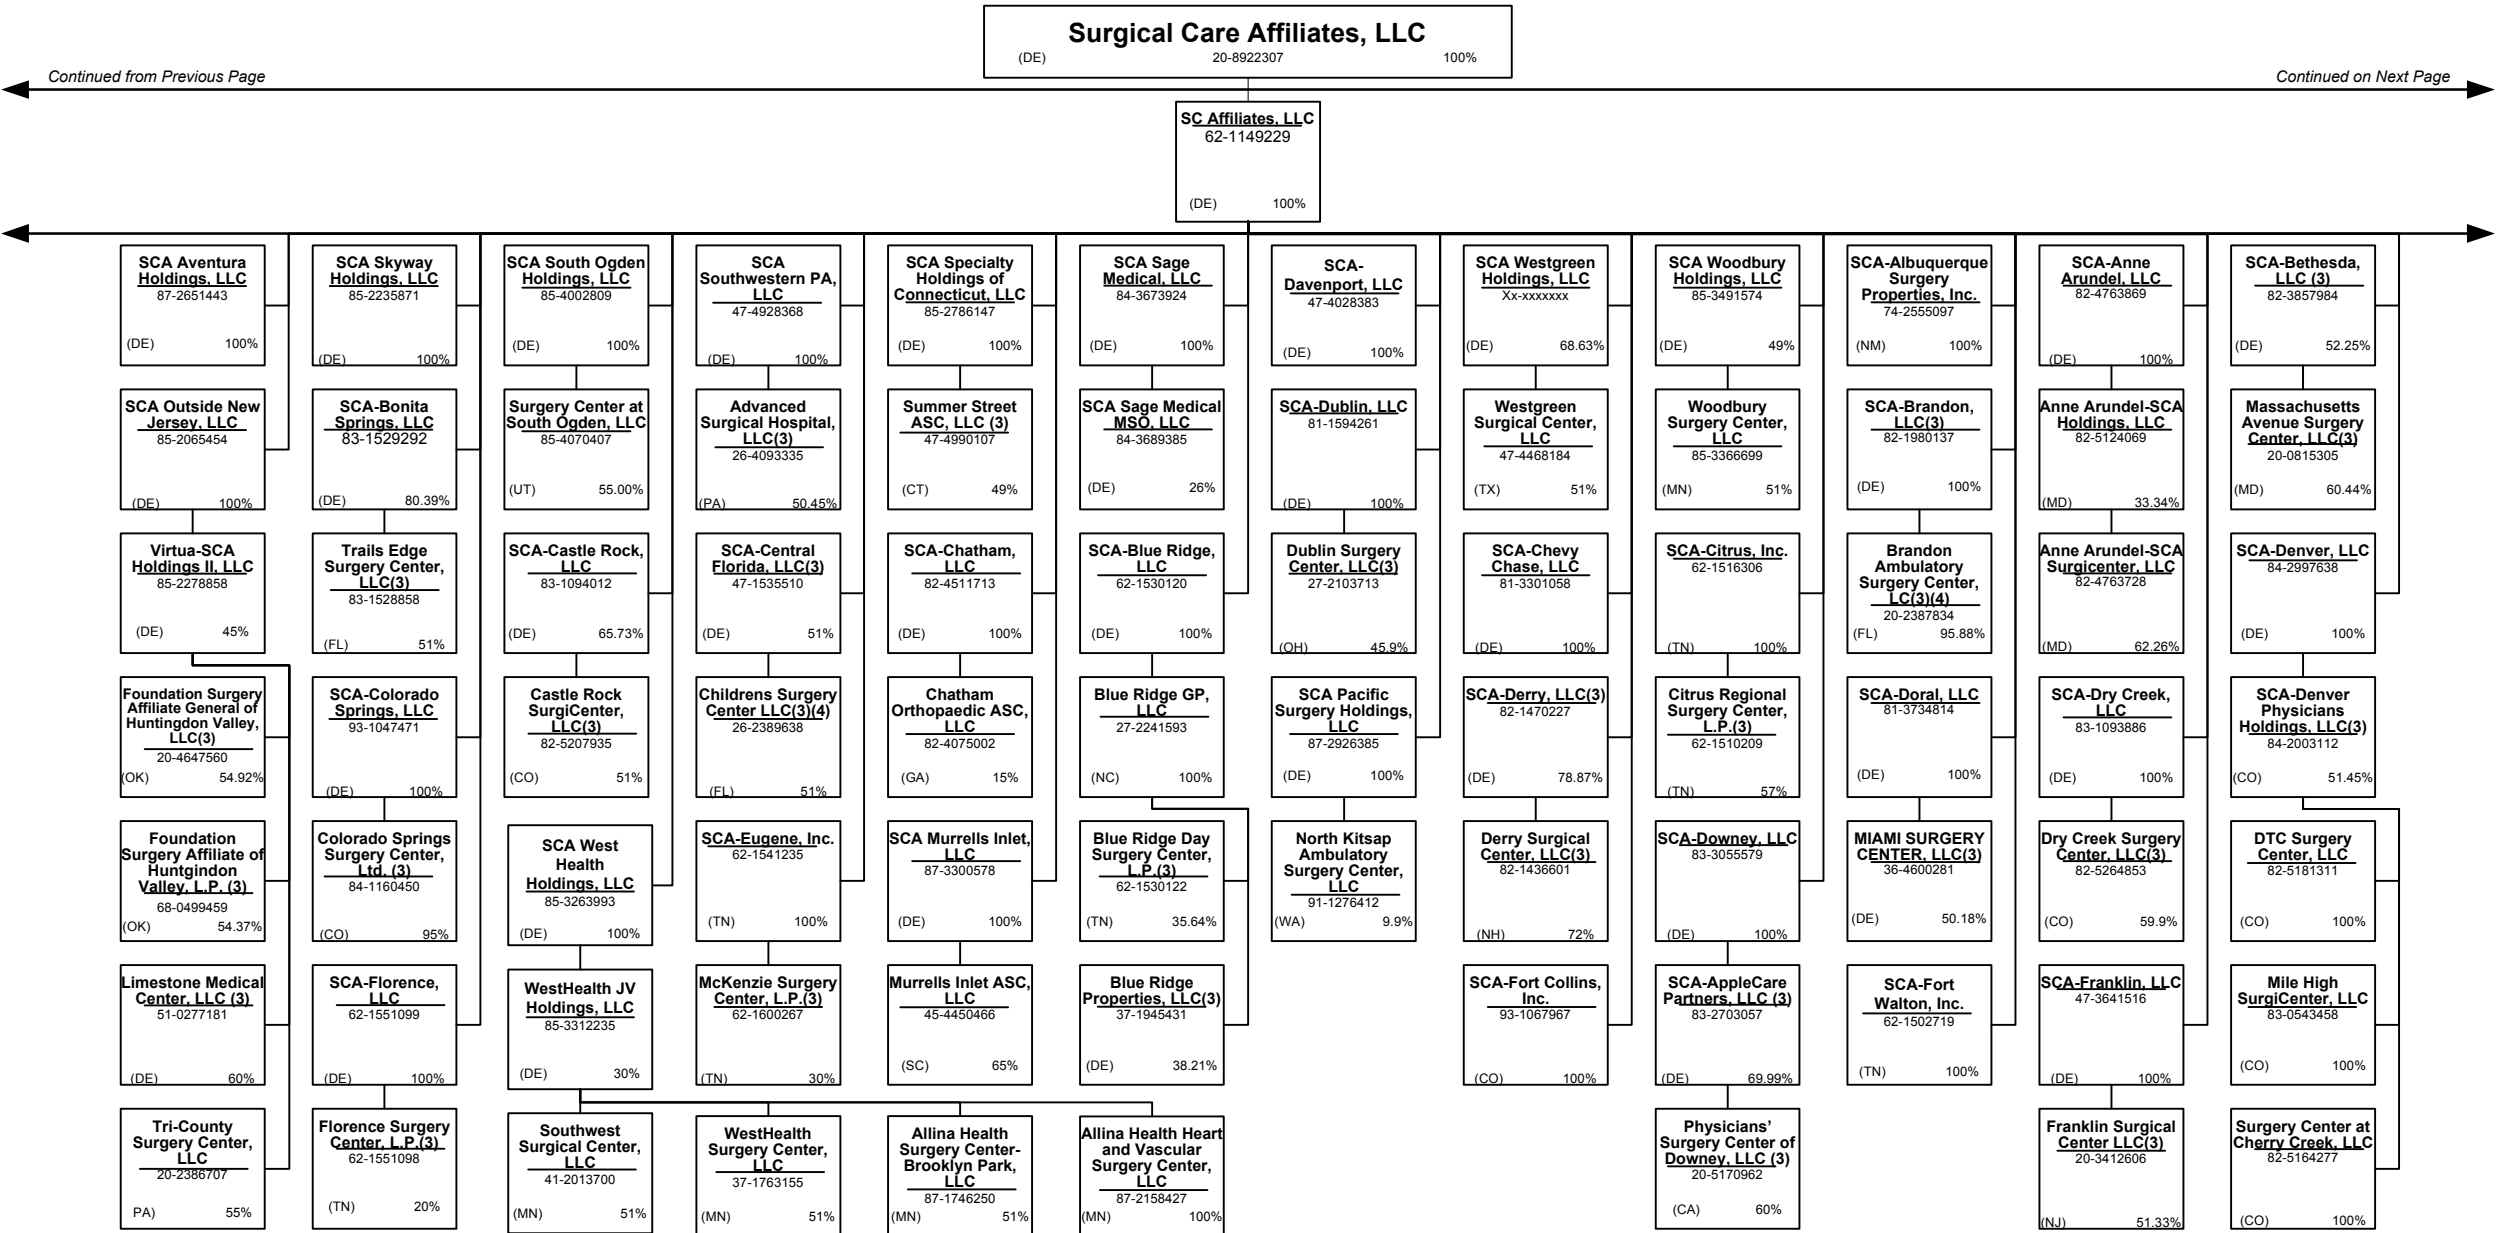 Surgical Care Affiliates, LLC
(DE) 20-8922307 100%
Continued from Previous Page
Continued on Next Page
SC Affiliates, LLC
62-1149229
(DE) 100%
SCA Aventura
Holdings, LLC
87-2651443
(DE) 100%
SCA Outside New
Jersey, LLC
85-2065454
(DE) 100%
Virtua-SCA
Holdings II, LLC
85-2278858
(DE) 45%
Foundation Surgery
Affiliate General of
Huntingdon Valley,
LLC(3)
20-4647560
(OK) 54.92%
Foundation
Surgery Affiliate of
Huntgindon
Valley, L.P. (3)
68-0499459
(OK) 54.37%
Limestone Medical
Center, LLC (3)
51-0277181
(DE) 60%
Tri-County
Surgery Center,
LLC
20-2386707
PA) 55%
SCA Skyway
Holdings, LLC
85-2235871
(DE) 100%
SCA-Bonita
Springs, LLC
83-1529292
(DE) 80.39%
Trails Edge
Surgery Center,
LLC(3)
83-1528858
(FL) 51%
SCA-Colorado
Springs, LLC
93-1047471
(DE) 100%
Colorado Springs
Surgery Center,
Ltd. (3)
84-1160450
(CO) 95%
SCA-Florence,
LLC
62-1551099
(DE) 100%
Florence Surgery
Center, L.P.(3)
62-1551098
(TN) 20%
SCA South Ogden
Holdings, LLC
85-4002809
(DE) 100%
Surgery Center at
South Ogden, LLC
85-4070407
(UT) 55.00%
SCA-Castle Rock,
LLC
83-1094012
(DE) 65.73%
Castle Rock
SurgiCenter,
LLC(3)
82-5207935
(CO) 51%
SCA West
Health
Holdings, LLC
85-3263993
(DE) 100%
WestHealth JV
Holdings, LLC
85-3312235
(DE) 30%
Southwest
Surgical Center,
LLC
41-2013700
(MN) 51%
SCA
Southwestern PA,
LLC
47-4928368
(DE) 100%
Advanced
Surgical Hospital,
LLC(3)
26-4093335
(PA) 50.45%
SCA-Central
Florida, LLC(3)
47-1535510
(DE) 51%
Childrens Surgery
Center LLC(3)(4)
26-2389638
(FL) 51%
SCA-Eugene, Inc.
62-1541235
(TN) 100%
McKenzie Surgery
Center, L.P.(3)
62-1600267
(TN) 30%
WestHealth
Surgery Center,
LLC
37-1763155
(MN) 51%
SCA Specialty
Holdings of
Connecticut, LLC
85-2786147
(DE) 100%
Summer Street
ASC, LLC (3)
47-4990107
(CT) 49%
SCA-Chatham,
LLC
82-4511713
(DE) 100%
Chatham
Orthopaedic ASC,
LLC
82-4075002
(GA) 15%
SCA Murrells Inlet,
LLC
87-3300578
(DE) 100%
Murrells Inlet ASC,
LLC
45-4450466
(SC) 65%
Allina Health
Surgery Center-
Brooklyn Park,
LLC
87-1746250
(MN) 51%
SCA Sage
Medical, LLC
84-3673924
(DE) 100%
SCA Sage Medical
MSO, LLC
84-3689385
(DE) 26%
SCA-Blue Ridge,
LLC
62-1530120
(DE) 100%
Blue Ridge GP,
LLC
27-2241593
(NC) 100%
Blue Ridge Day
Surgery Center,
L.P.(3)
62-1530122
(TN) 35.64%
Blue Ridge
Properties, LLC(3)
37-1945431
(DE) 38.21%
Allina Health Heart
and Vascular
Surgery Center,
LLC
87-2158427
(MN) 100%
SCA-
Davenport, LLC
47-4028383
(DE) 100%
SCA-Dublin, LLC
81-1594261
(DE) 100%
Dublin Surgery
Center, LLC(3)
27-2103713
(OH) 45.9%
SCA Pacific
Surgery Holdings,
LLC
87-2926385
(DE) 100%
North Kitsap
Ambulatory
Surgery Center,
LLC
91-1276412
(WA) 9.9%
SCA Westgreen
Holdings, LLC
Xx-xxxxxxx
(DE) 68.63%
Westgreen
Surgical Center,
LLC
47-4468184
(TX) 51%
SCA-Chevy
Chase, LLC
81-3301058
(DE) 100%
SCA-Derry, LLC(3)
82-1470227
(DE) 78.87%
Derry Surgical
Center, LLC(3)
82-1436601
(NH) 72%
SCA-Fort Collins,
Inc.
93-1067967
(CO) 100%
SCA Woodbury
Holdings, LLC
85-3491574
(DE) 49%
Woodbury
Surgery Center,
LLC
85-3366699
(MN) 51%
SCA-Citrus, Inc.
62-1516306
(TN) 100%
Citrus Regional
Surgery Center,
L.P.(3)
62-1510209
(TN) 57%
SCA-Downey, LLC
83-3055579
(DE) 100%
SCA-AppleCare
Partners, LLC (3)
83-2703057
(DE) 69.99%
Physicians’
Surgery Center of
Downey, LLC (3)
20-5170962
(CA) 60%
SCA-Albuquerque
Surgery
Properties, Inc.
74-2555097
(NM) 100%
SCA-Brandon,
LLC(3)
82-1980137
(DE) 100%
Brandon
Ambulatory
Surgery Center,
LC(3)(4)
20-2387834
(FL) 95.88%
SCA-Doral, LLC
81-3734814
(DE) 100%
MIAMI SURGERY
CENTER, LLC(3)
36-4600281
(DE) 50.18%
SCA-Fort
Walton, Inc.
62-1502719
(TN) 100%
SCA-Anne
Arundel, LLC
82-4763869
(DE) 100%
Anne Arundel-SCA
Holdings, LLC
82-5124069
(MD) 33.34%
Anne Arundel-SCA
Surgicenter, LLC
82-4763728
(MD) 62.26%
SCA-Dry Creek,
LLC
83-1093886
(DE) 100%
Dry Creek Surgery
Center, LLC(3)
82-5264853
(CO) 59.9%
SCA-Franklin, LLC
47-3641516
(DE) 100%
Franklin Surgical
Center LLC(3)
20-3412606
(NJ) 51.33%
SCA-Bethesda,
LLC (3)
82-3857984
(DE) 52.25%
Massachusetts
Avenue Surgery
Center, LLC(3)
20-0815305
(MD) 60.44%
SCA-Denver, LLC
84-2997638
(DE) 100%
SCA-Denver
Physicians
Holdings, LLC(3)
84-2003112
(CO) 51.45%
DTC Surgery
Center, LLC
82-5181311
(CO) 100%
Mile High
SurgiCenter, LLC
83-0543458
(CO) 100%
Surgery Center at
Cherry Creek, LLC
82-5164277
(CO) 100%